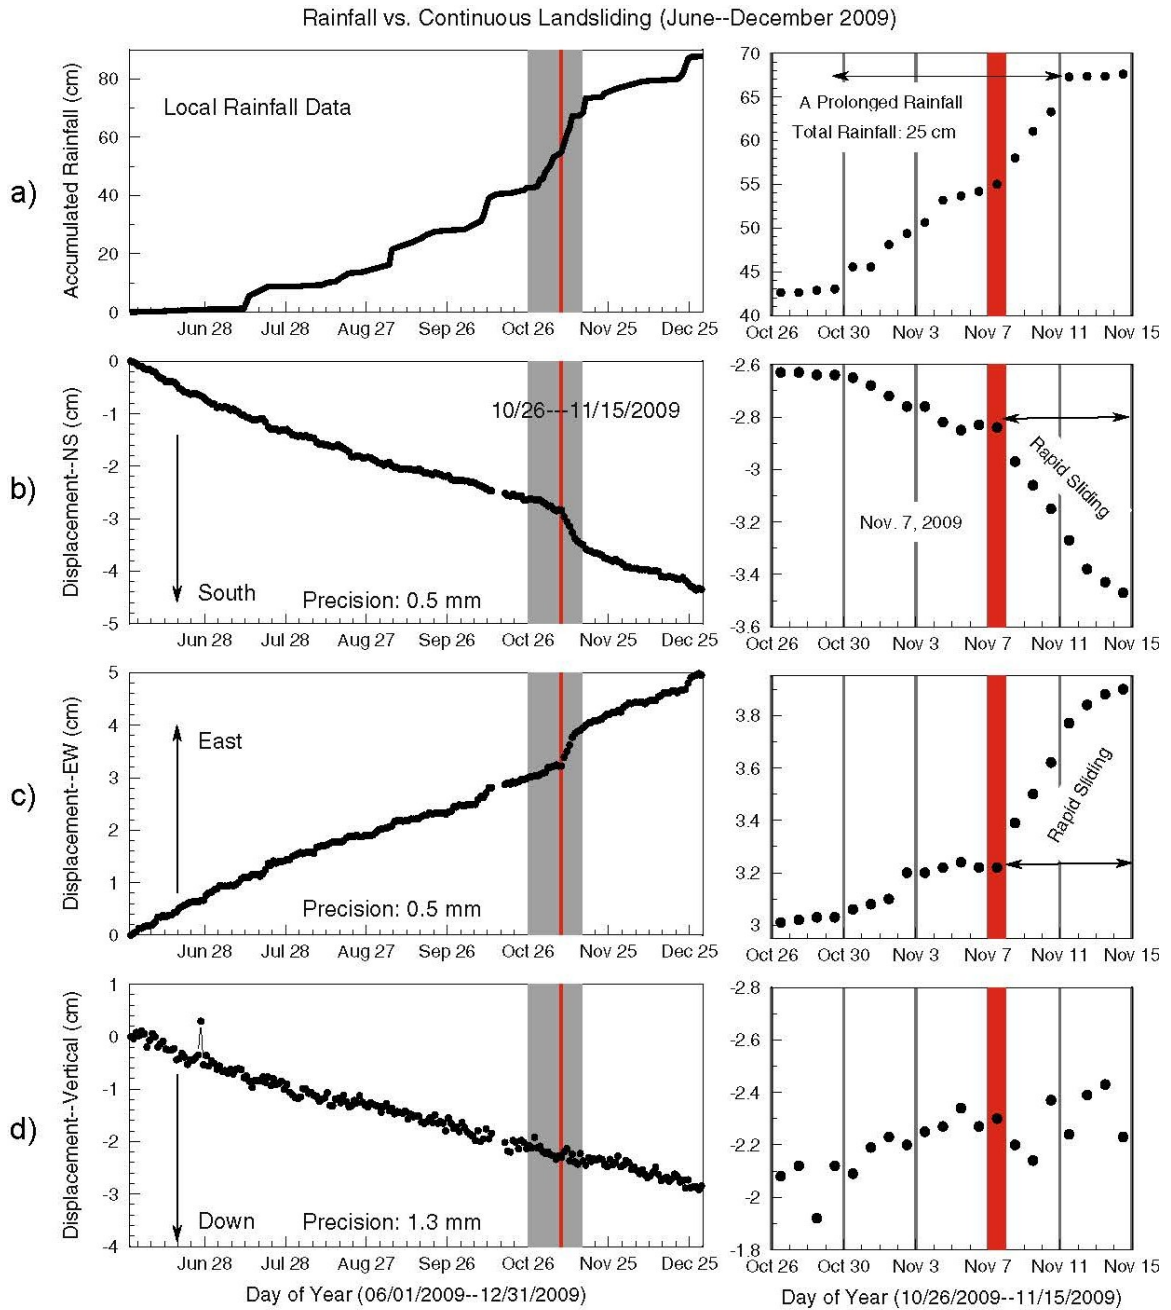 Rainfall vs. Continuous Landsliding (June--December 2009)
a)
Accumulated Rainfall (cm)
80
60
40
20
0
Local Rainfall Data
Jun 28 Jul 28 Aug 27 Sep 26 Oct 26 Nov 25 Dec 25
70
65
60
55
50
45
40
A Prolonged Rainfall
Total Rainfall: 25 cm
Oct 26 Oct 30 Nov 3 Nov 7 Nov 11 Nov 15
b)
Displacement--NS (cm)
0
-1
-2
-3
-4
-5
10/26---11/15/2009
South
Precision: 0.5 mm
Jun 28 Jul 28 Aug 27 Sep 26 Oct 26 Nov 25 Dec 25
-2.6
-2.8
-3
-3.2
-3.4
-3.6
Rapid Sliding
Nov. 7, 2009
Oct 26 Oct 30 Nov 3 Nov 7 Nov 11 Nov 15
c)
Displacement--EW (cm)
5
4
3
2
1
0
East
Precision: 0.5 mm
Jun 28 Jul 28 Aug 27 Sep 26 Oct 26 Nov 25 Dec 25
3.8
3.6
3.4
3.2
3
Rapid Sliding
Oct 26 Oct 30 Nov 3 Nov 7 Nov 11 Nov 15
d)
Displacement--Vertical (cm)
1
0
-1
-2
-3
-4
Down
Precision: 1.3 mm
Jun 28 Jul 28 Aug 27 Sep 26 Oct 26 Nov 25 Dec 25
Day of Year (06/01/2009--12/31/2009)
-2.8
-2.6
-2.4
-2.2
-2
-1.8
Oct 26 Oct 30 Nov 3 Nov 7 Nov 11 Nov 15
Day of Year (10/26/2009--11/15/2009)